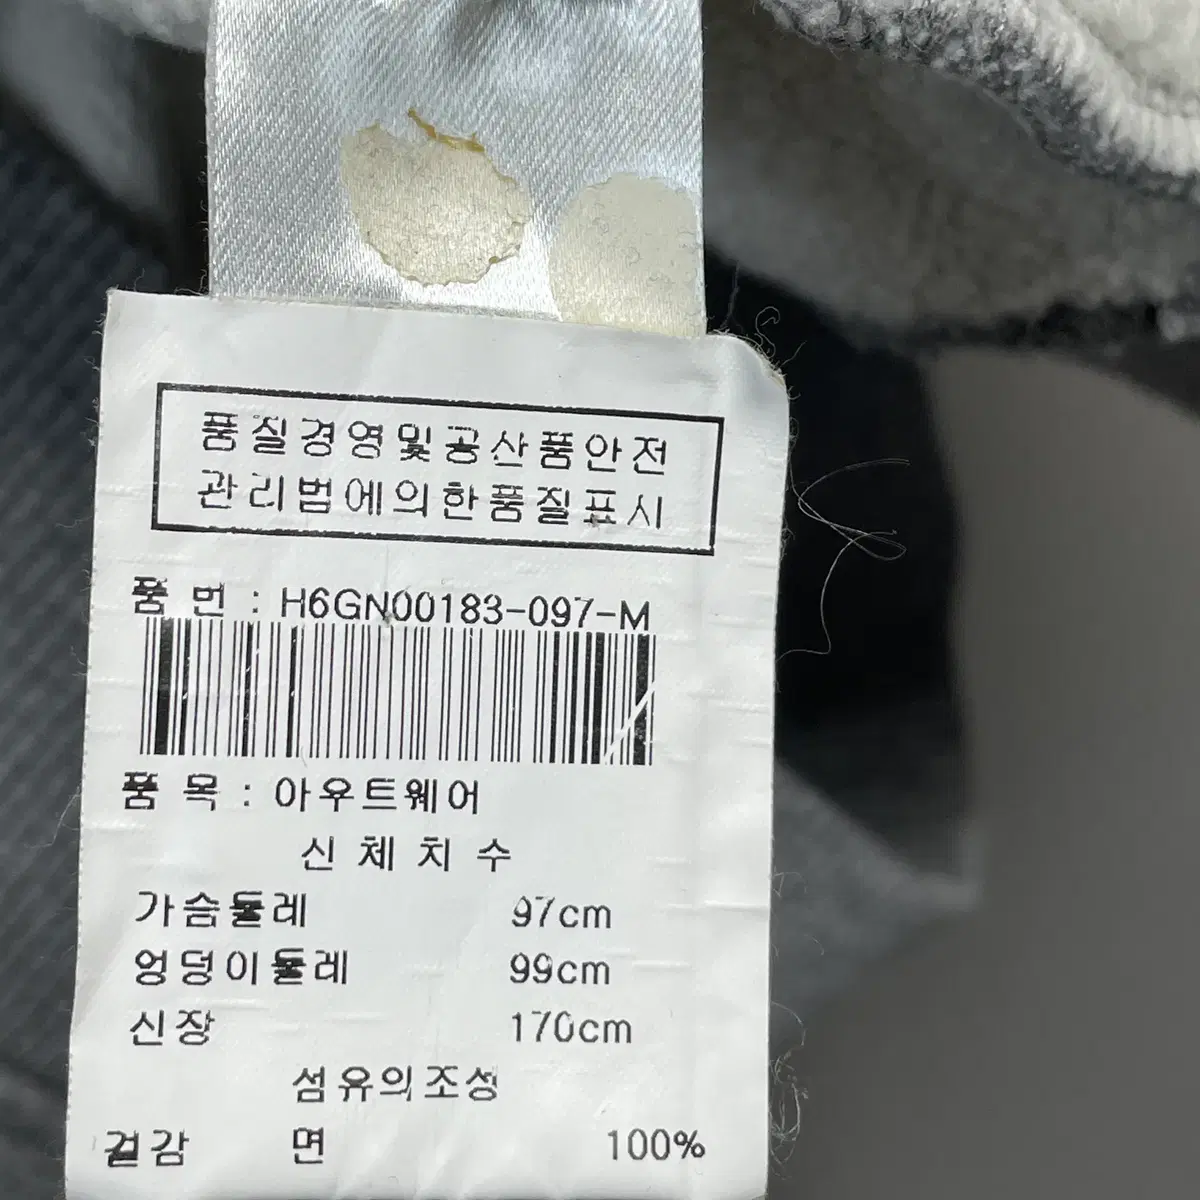 품질경영및공산품안전
관리법에의한품질표시
품 번 : H6GN00183-097-M
품 목 : 아우트웨어
신 체 치 수
가슴둘레 97cm
엉덩이둘레 99cm
신장 170cm
섬유의조성
겉감 면 100%